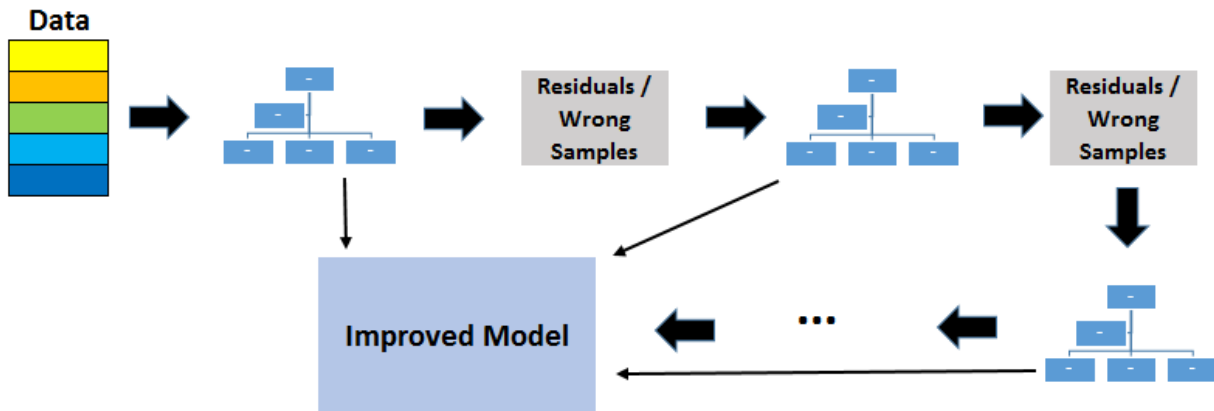 Data
-
-
- - -
Residuals /
Wrong
Samples
-
-
- - -
Residuals /
Wrong
Samples
Improved Model
...
-
-
- - -